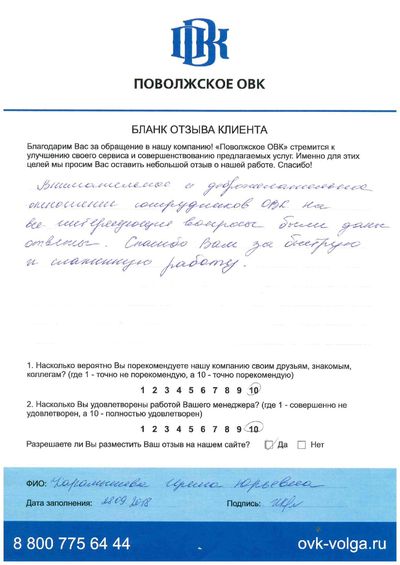 ОВК
ПОВОЛЖСКОЕ ОВК
БЛАНК ОТЗЫВА КЛИЕНТА
Благодарим Вас за обращение в нашу компанию! «Поволжское ОВК» стремится к
улучшению своего сервиса и совершенствованию предлагаемых услуг. Именно для этих
целей мы просим Вас оставить небольшой отзыв о нашей работе. Спасибо!
Внимательное и доброжелательное
отношении сотрудников ОВК. На
все интересующие вопросы были даны
ответы. Спасибо Вам за быструю
и слаженную работу.
1. Насколько вероятно Вы порекомендуете нашу компанию своим друзьям, знакомым,
коллегам? (где 1 - точно не порекомендую, а 10 - точно порекомендую)
1 2 3 4 5 6 7 8 9 10
2. Насколько Вы удовлетворены работой Вашего менеджера? (где 1 - совершенно не
удовлетворен, а 10 - полностью удовлетворен)
1 2 3 4 5 6 7 8 9 10
Разрешаете ли Вы разместить Ваш отзыв на нашем сайте? Да Нет
ФИО: Ирина Юрьевна
Дата заполнения: 28.09.2018 Подпись:
8 800 775 64 44 ovk-volga.ru